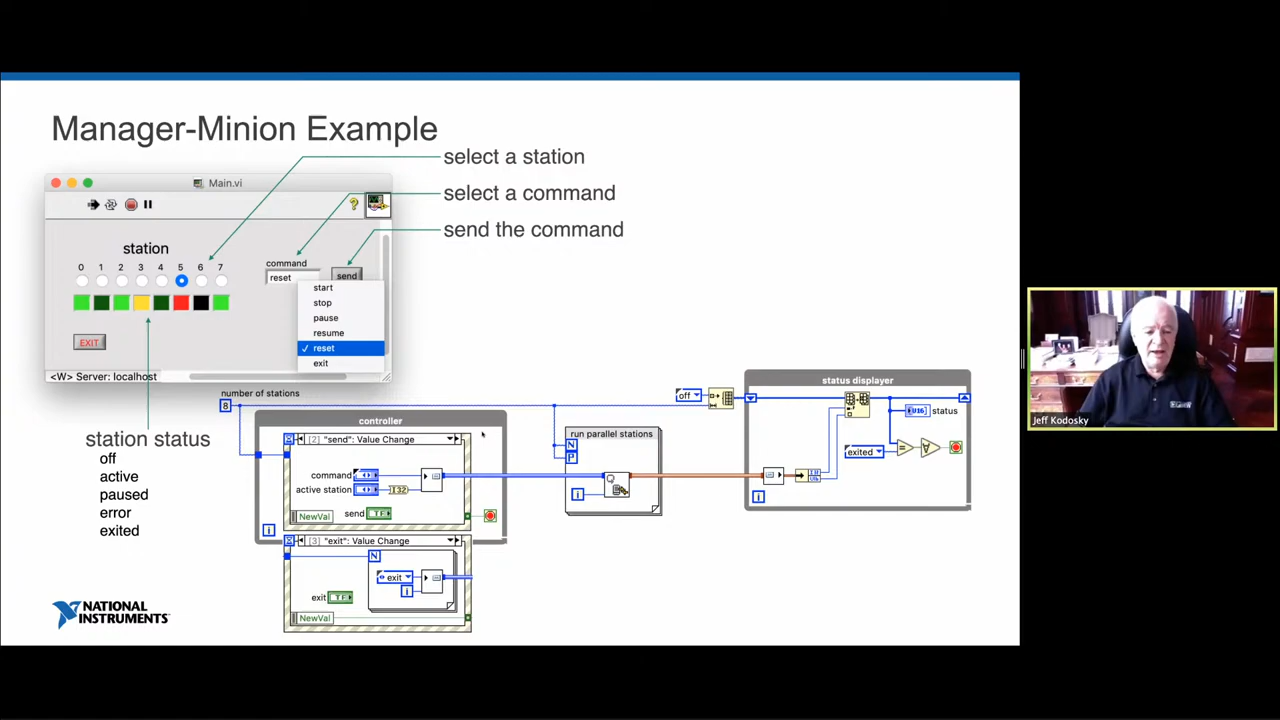 Manager-Minion Example
select a station
select a command
send the command
Main.vi
?
station
0 1 2 3 4 5 6 7
command
reset
send
start
stop
pause
resume
✓ reset
exit
EXIT
<W> Server: localhost
station status
off
active
paused
error
exited
number of stations
8
controller
[2] "send": Value Change
command
active station
I32
NewVal
send
TF
i
[3] "exit": Value Change
N
exit
i
exit
TF
NewVal
run parallel stations
N
P
i
off
status displayer
U16
status
exited
=
i
NATIONAL
INSTRUMENTS
Jeff Kodosky